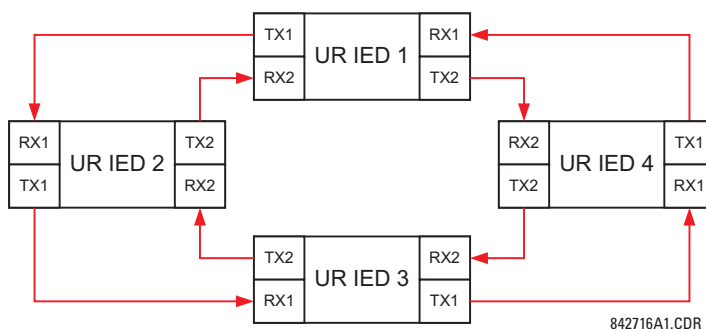 TX1 UR IED 1 RX1
RX2 TX2
RX1 UR IED 2 TX2
TX1 RX2
RX2 UR IED 4 TX1
TX2 RX1
TX2 UR IED 3 RX2
RX1 TX1
842716A1.CDR